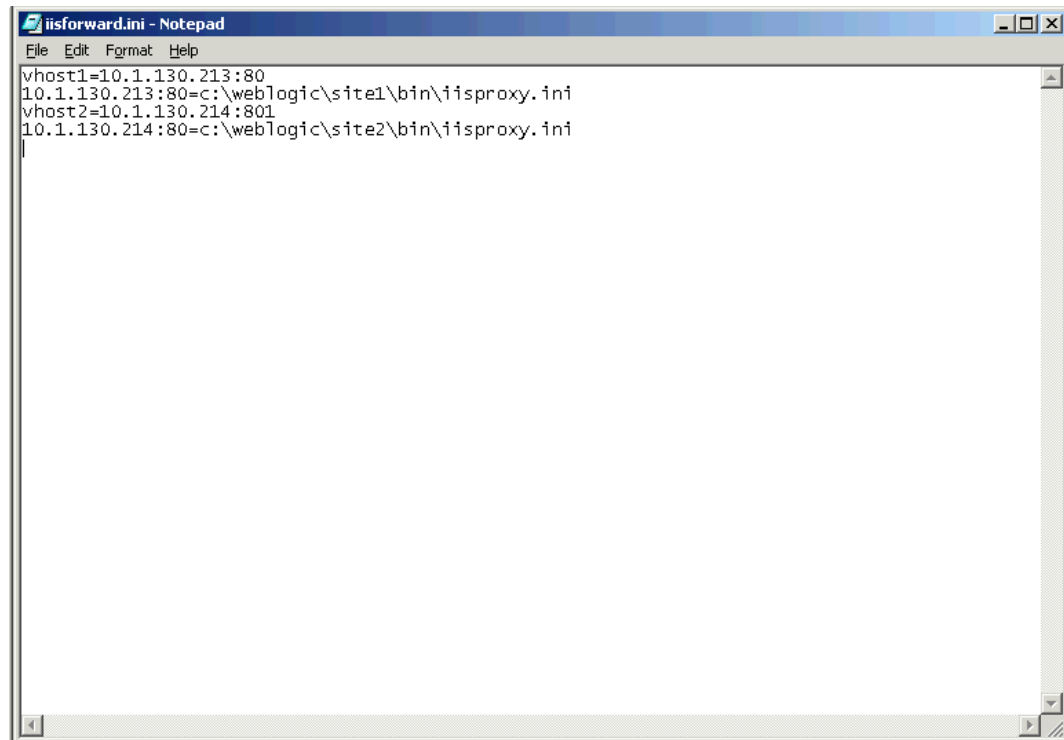 iisforward.ini - Notepad
File Edit Format Help
vhost1=10.1.130.213:80
10.1.130.213:80=c:\weblogic\site1\bin\iisproxy.ini
vhost2=10.1.130.214:801
10.1.130.214:80=c:\weblogic\site2\bin\iisproxy.ini